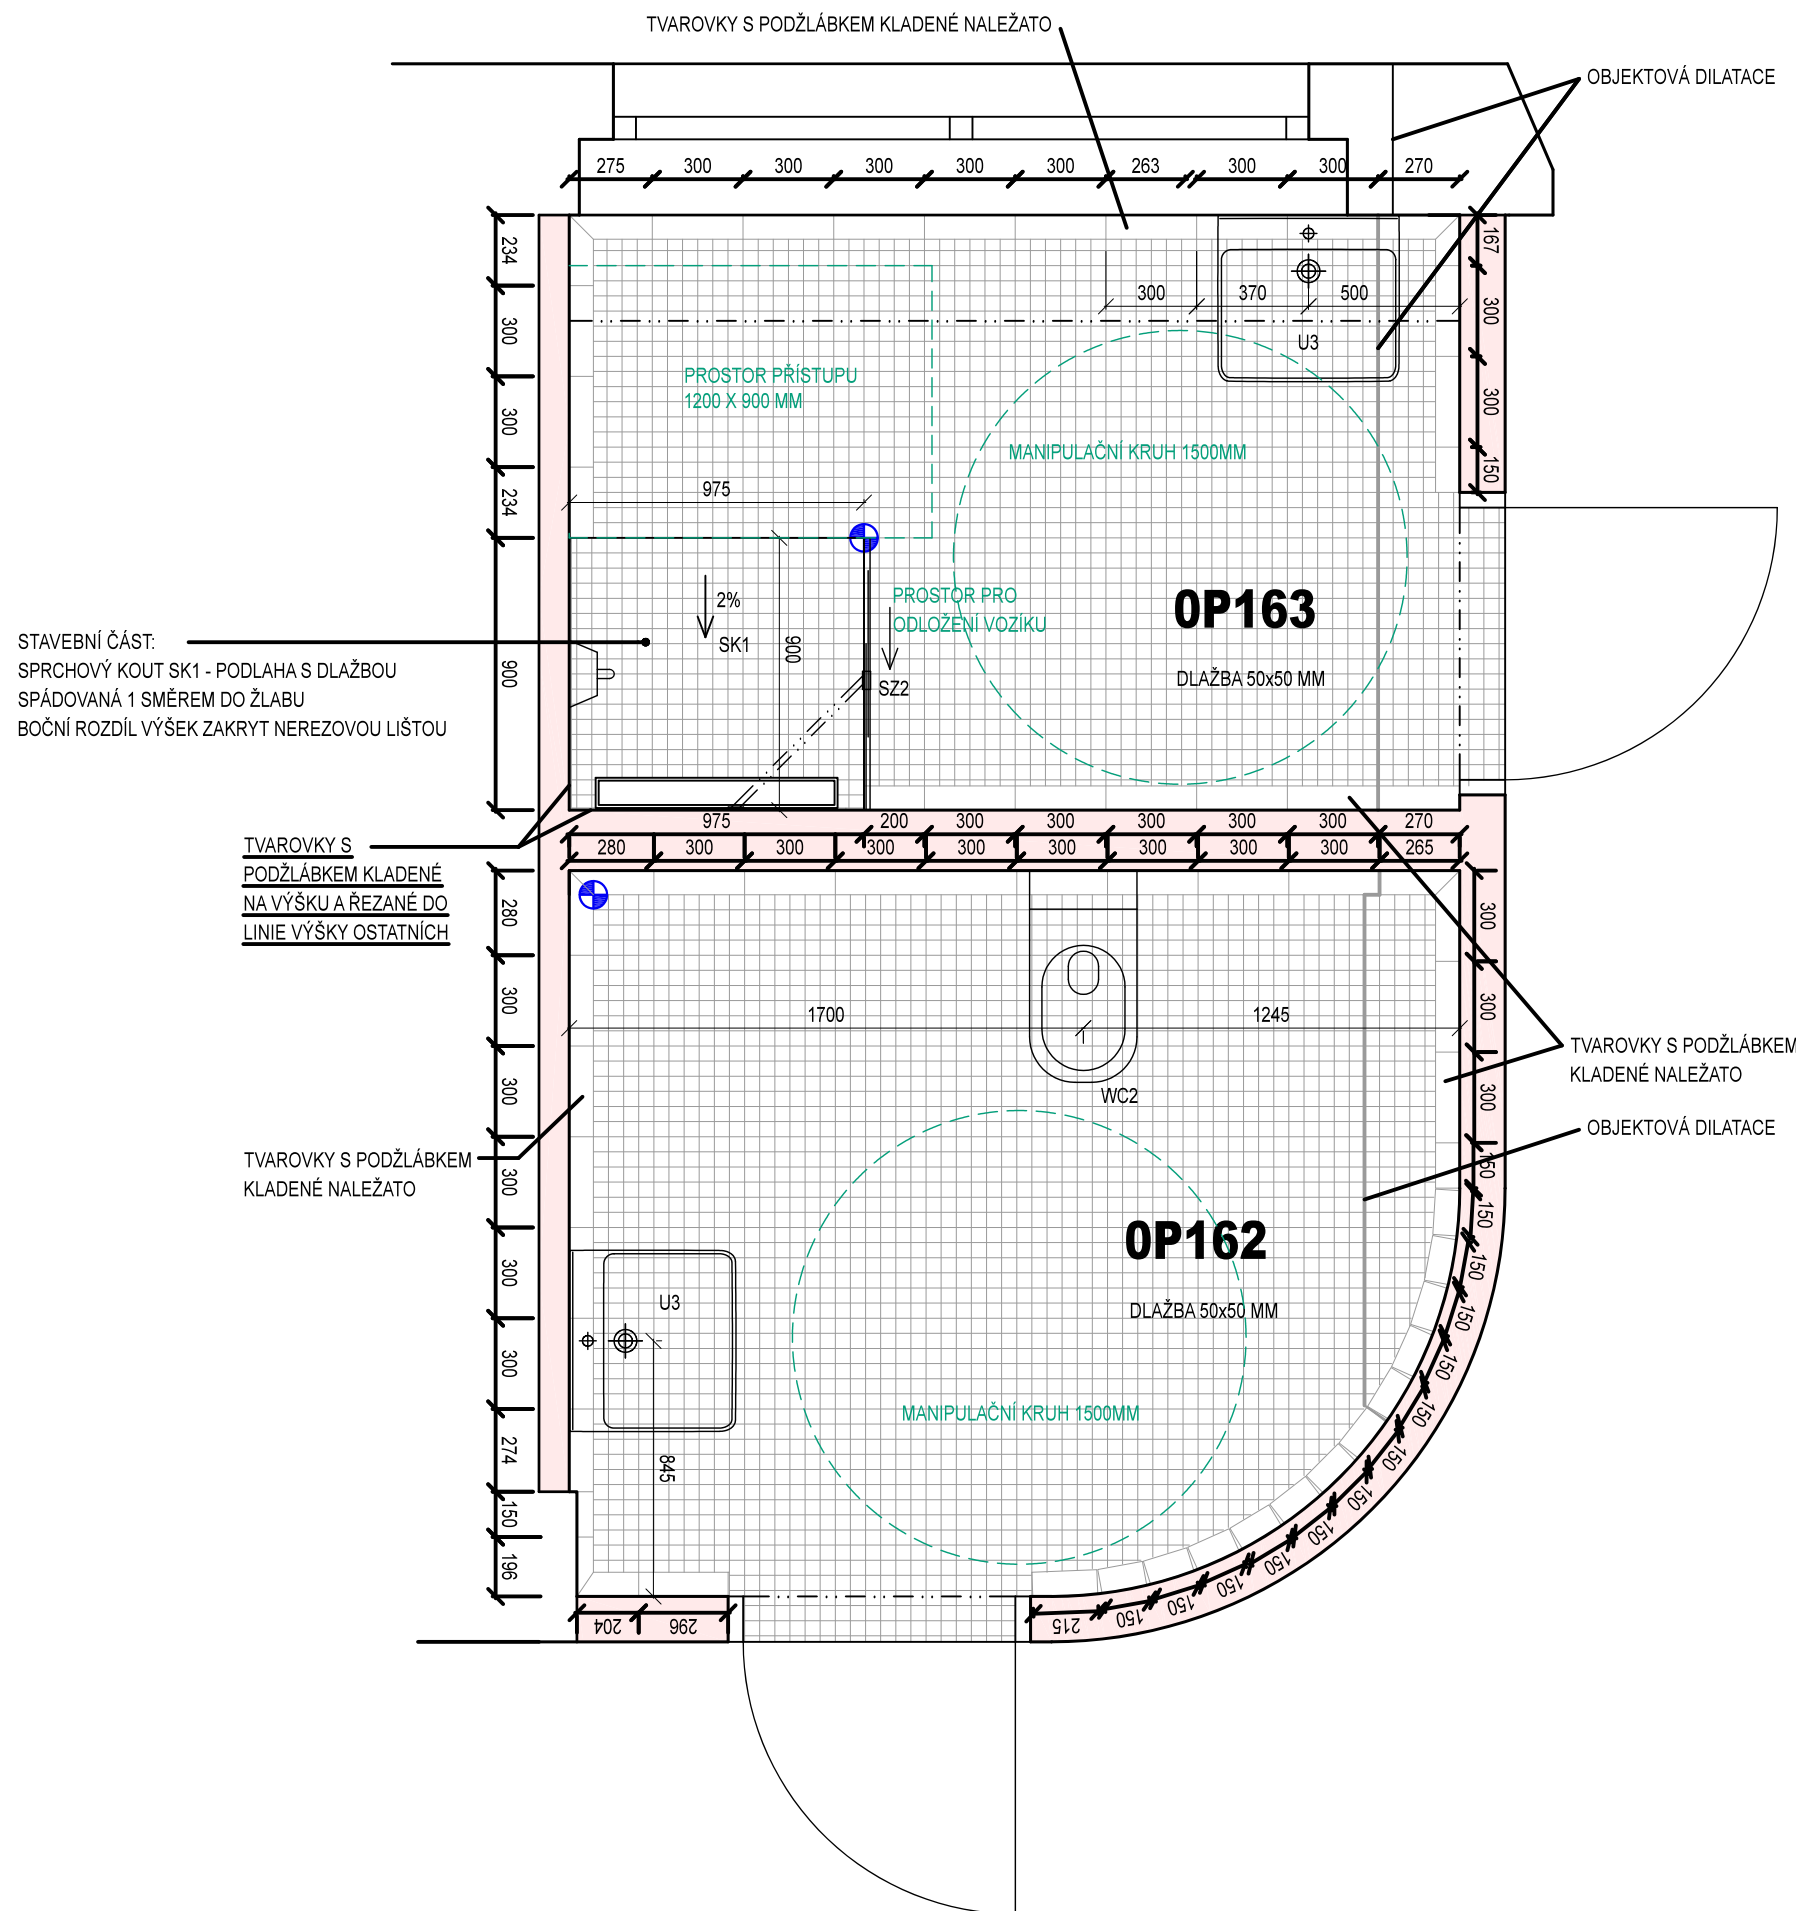 TVAROVKY S PODŽLÁBKEM KLADENÉ NALEŽATO
OBJEKTOVÁ DILATACE
275 300 300 300 300 300 263 300 300 270
234
300
300
234
900
167
300
300
150
300 370 500
U3
PROSTOR PŘÍSTUPU
1200 X 900 MM
MANIPULAČNÍ KRUH 1500MM
975
2%
SK1
900
PROSTOR PRO
ODLOŽENÍ VOZÍKU
SZ2
0P163
DLAŽBA 50x50 MM
STAVEBNÍ ČÁST:
SPRCHOVÝ KOUT SK1 - PODLAHA S DLAŽBOU
SPÁDOVANÁ 1 SMĚREM DO ŽLABU
BOČNÍ ROZDÍL VÝŠEK ZAKRYT NEREZOVOU LIŠTOU
975 200 300 300 300 300 300 270
280 300 300 300 300 300 300 300 300 265
TVAROVKY S
PODŽLÁBKEM KLADENÉ
NA VÝŠKU A ŘEZANÉ DO
LINIE VÝŠKY OSTATNÍCH
280
300
300
300
300
300
274
150
196
300
300
300
150
1700 1245
WC2
TVAROVKY S PODŽLÁBKEM
KLADENÉ NALEŽATO
OBJEKTOVÁ DILATACE
TVAROVKY S PODŽLÁBKEM
KLADENÉ NALEŽATO
0P162
DLAŽBA 50x50 MM
U3
MANIPULAČNÍ KRUH 1500MM
845
150
150
150
150
150
150
150
150
150
150
150
150
215
204 296